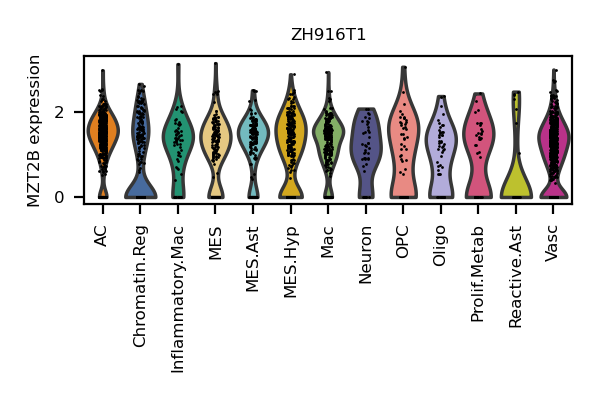 ZH916T1
MZT2B expression
2
0
AC
Chromatin.Reg
Inflammatory.Mac
MES
MES.Ast
MES.Hyp
Mac
Neuron
OPC
Oligo
Prolif.Metab
Reactive.Ast
Vasc